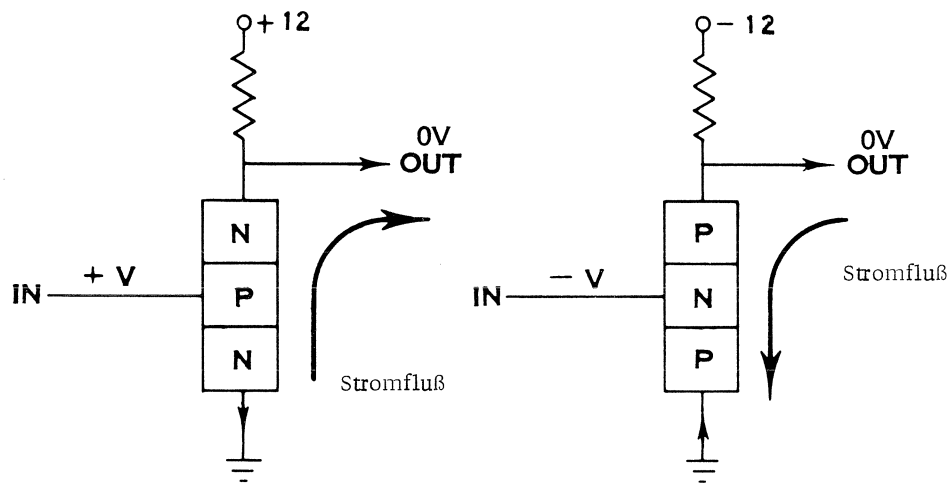 +12
0V
OUT
N
+ V
IN
P
N
Stromfluß
- 12
0V
OUT
P
Stromfluß
- V
IN
N
P